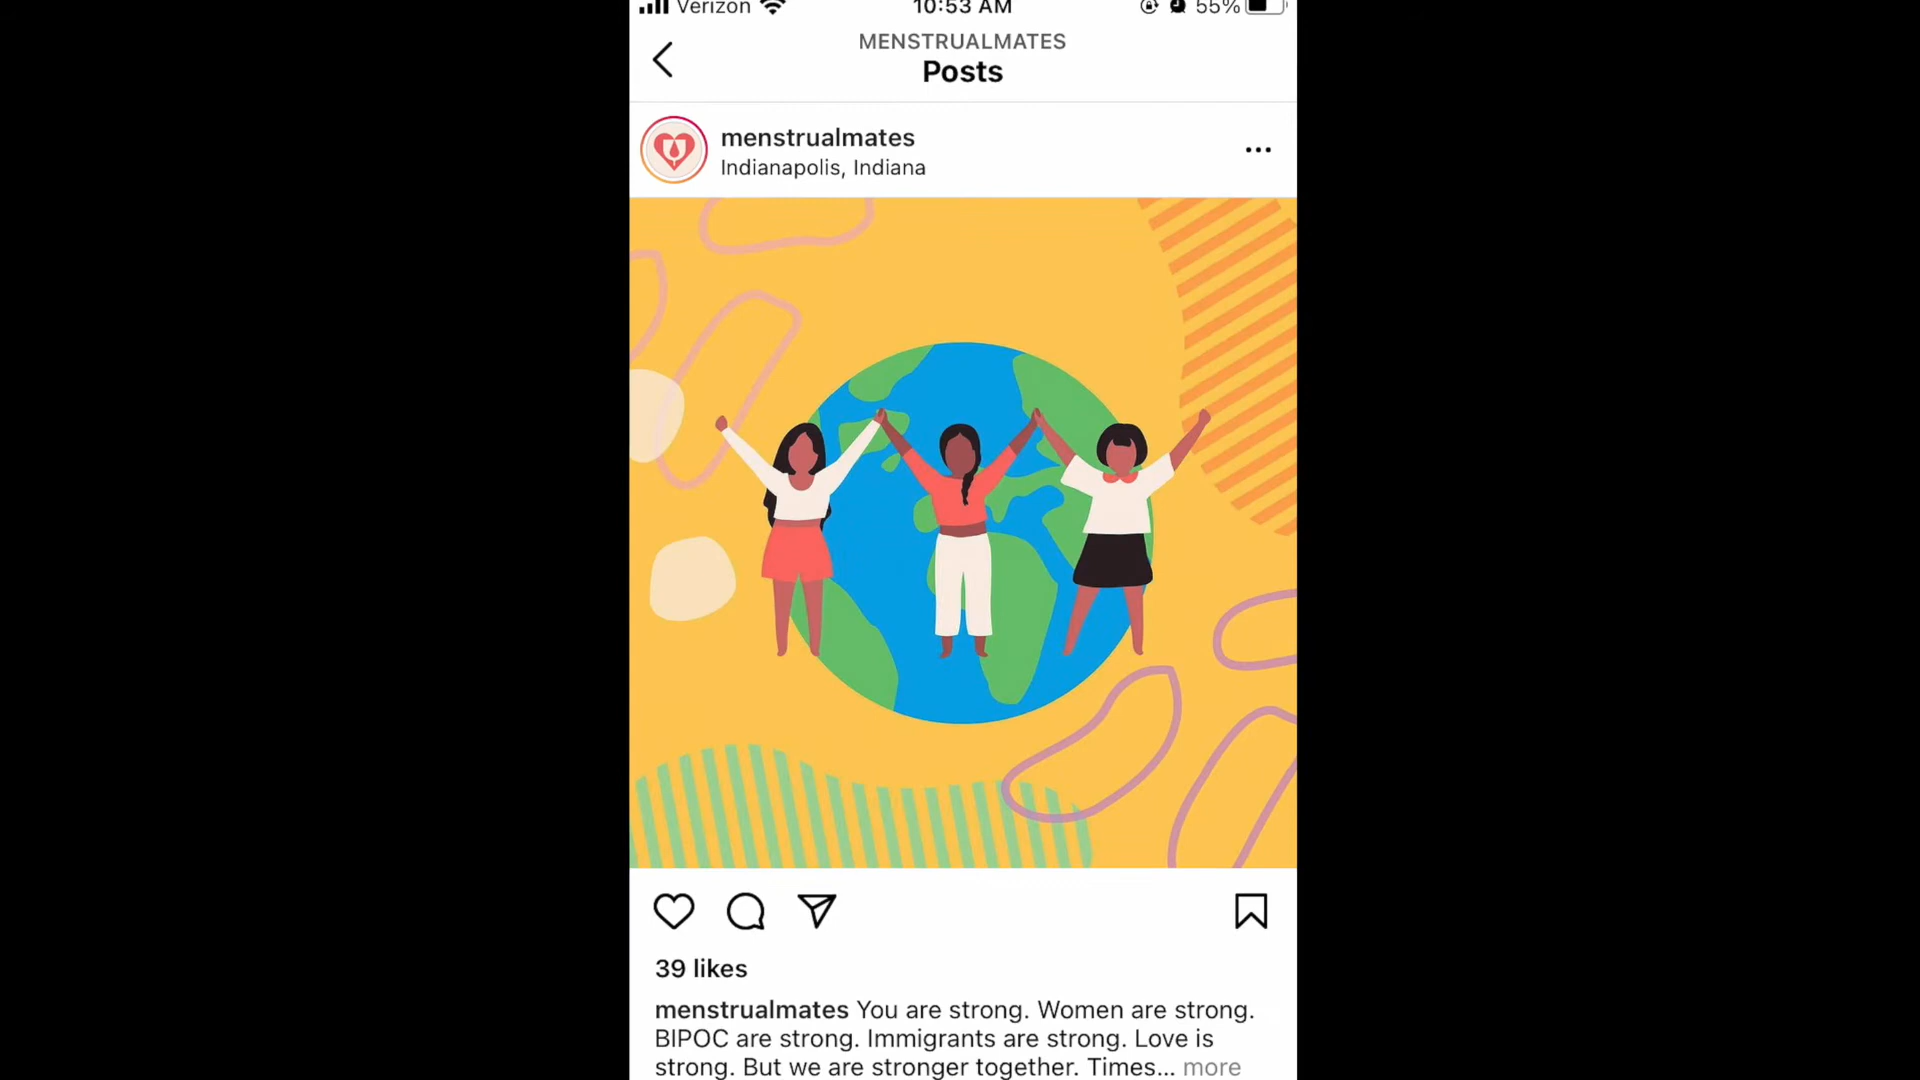 Verizon 10:53 AM 55%
MENSTRUALMATES
Posts
menstrualmates
Indianapolis, Indiana
39 likes
menstrualmates You are strong. Women are strong.
BIPOC are strong. Immigrants are strong. Love is
strong. But we are stronger together. Times... more